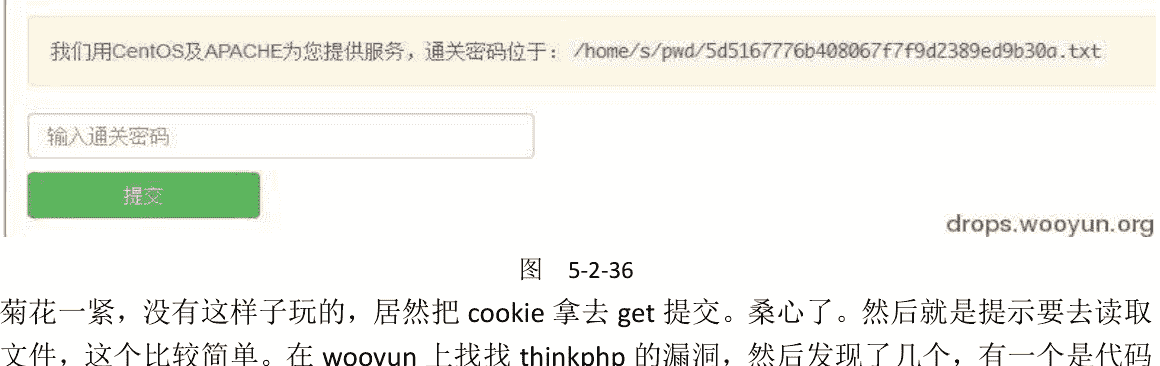 我们用CentOS及APACHE为您提供服务，通关密码位于： /home/s/pwd/5d5167776b408067f7f9d2389ed9b30a.txt
输入通关密码
提交
drops.wooyun.org
图 5-2-36
菊花一紧，没有这样子玩的，居然把 cookie 拿去 get 提交。桑心了。然后就是提示要去读取
文件，这个比较简单。在 wooyun 上找找 thinkphp 的漏洞，然后发现了几个，有一个是代码